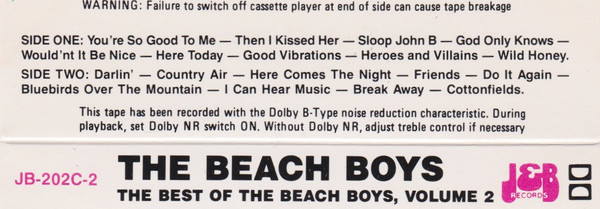 WARNING: Failure to switch off cassette player at end of side can cause tape breakage
SIDE ONE: You're So Good To Me — Then I Kissed Her — Sloop John B — God Only Knows —
Would'nt It Be Nice — Here Today — Good Vibrations — Heroes and Villains — Wild Honey.
SIDE TWO: Darlin' — Country Air — Here Comes The Night — Friends — Do It Again —
Bluebirds Over The Mountain — I Can Hear Music — Break Away — Cottonfields.
This tape has been recorded with the Dolby B-Type noise reduction characteristic. During
playback, set Dolby NR switch ON. Without Dolby NR, adjust treble control if necessary
JB-202C-2
THE BEACH BOYS
THE BEST OF THE BEACH BOYS, VOLUME 2
J&B
RECORDS